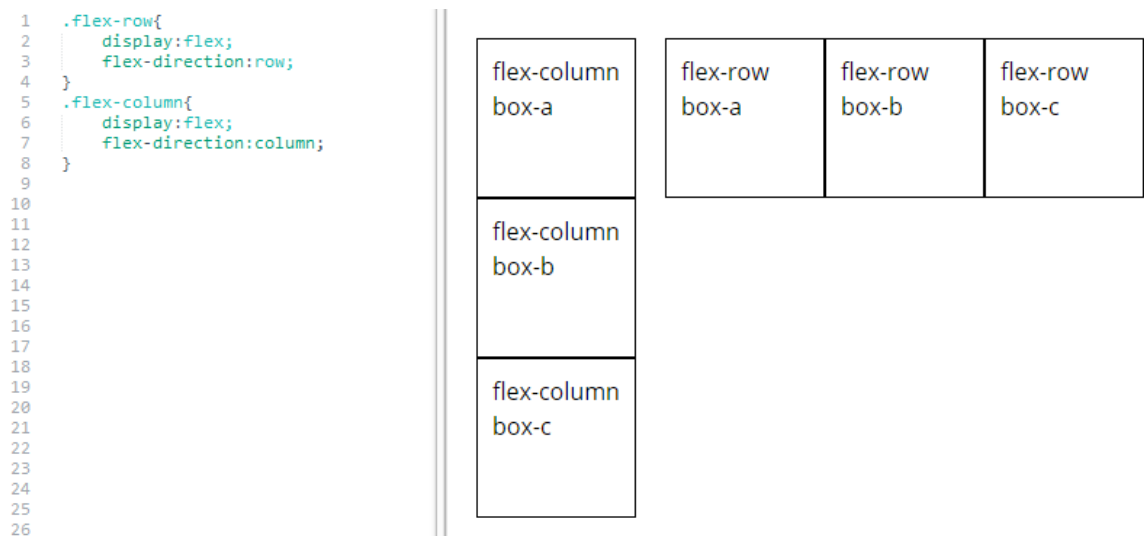 1 .flex-row{
2 display:flex;
3 flex-direction:row;
4 }
5 .flex-column{
6 display:flex;
7 flex-direction:column;
8 }
9
10
11
12
13
14
15
16
17
18
19
20
21
22
23
24
25
26
flex-column
box-a
flex-column
box-b
flex-column
box-c
flex-row
box-a
flex-row
box-b
flex-row
box-c